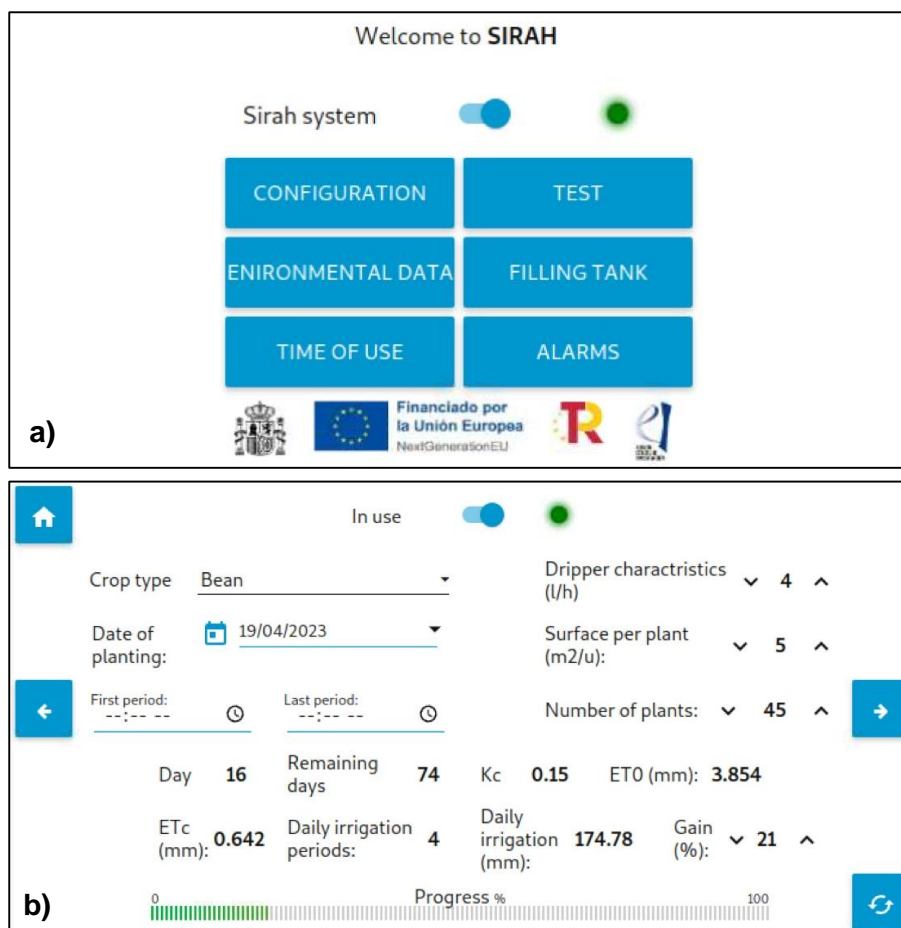 Welcome to SIRAH
Sirah system
CONFIGURATION
TEST
ENIRONMENTAL DATA
FILLING TANK
TIME OF USE
ALARMS
Financiado por
la Unión Europea
NextGenerationEU
a)
In use
Crop type Bean
Dripper charactristics
(l/h) 4
Date of
planting: 19/04/2023
Surface per plant
(m2/u): 5
First period:
--:-- --
Last period:
--:-- --
Number of plants: 45
Day 16
Remaining
days 74
Kc 0.15
ET0 (mm): 3.854
ETc
(mm): 0.642
Daily irrigation
periods: 4
Daily
irrigation
(mm): 174.78
Gain
(%): 21
Progress %
0
100
b)